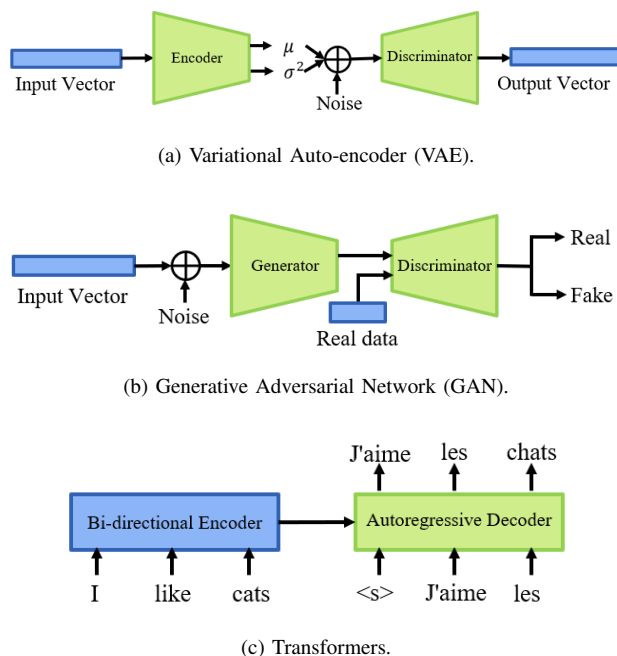 Input Vector
Encoder
μ
σ²
Noise
Discriminator
Output Vector
(a) Variational Auto-encoder (VAE).
Input Vector
Noise
Generator
Real data
Discriminator
Real
Fake
(b) Generative Adversarial Network (GAN).
J'aime les chats
Bi-directional Encoder
Autoregressive Decoder
I like cats
<s> J'aime les
(c) Transformers.